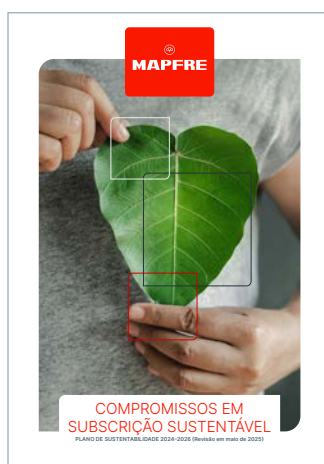 MAPFRE
COMPROMISSOS EM
SUBSCRIÇÃO SUSTENTÁVEL
PLANO DE SUSTENTABILIDADE 2024-2026 (Revisão em maio de 2025)